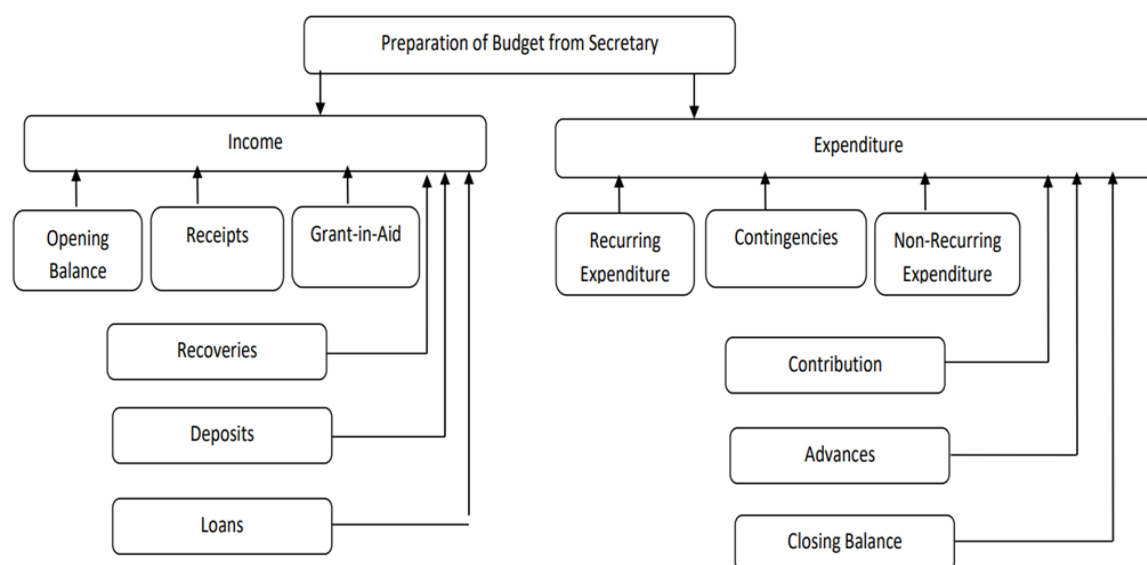 Preparation of Budget from Secretary
Income
Expenditure
Opening
Balance
Receipts
Grant-in-Aid
Recurring
Expenditure
Contingencies
Non-Recurring
Expenditure
Recoveries
Contribution
Deposits
Advances
Loans
Closing Balance